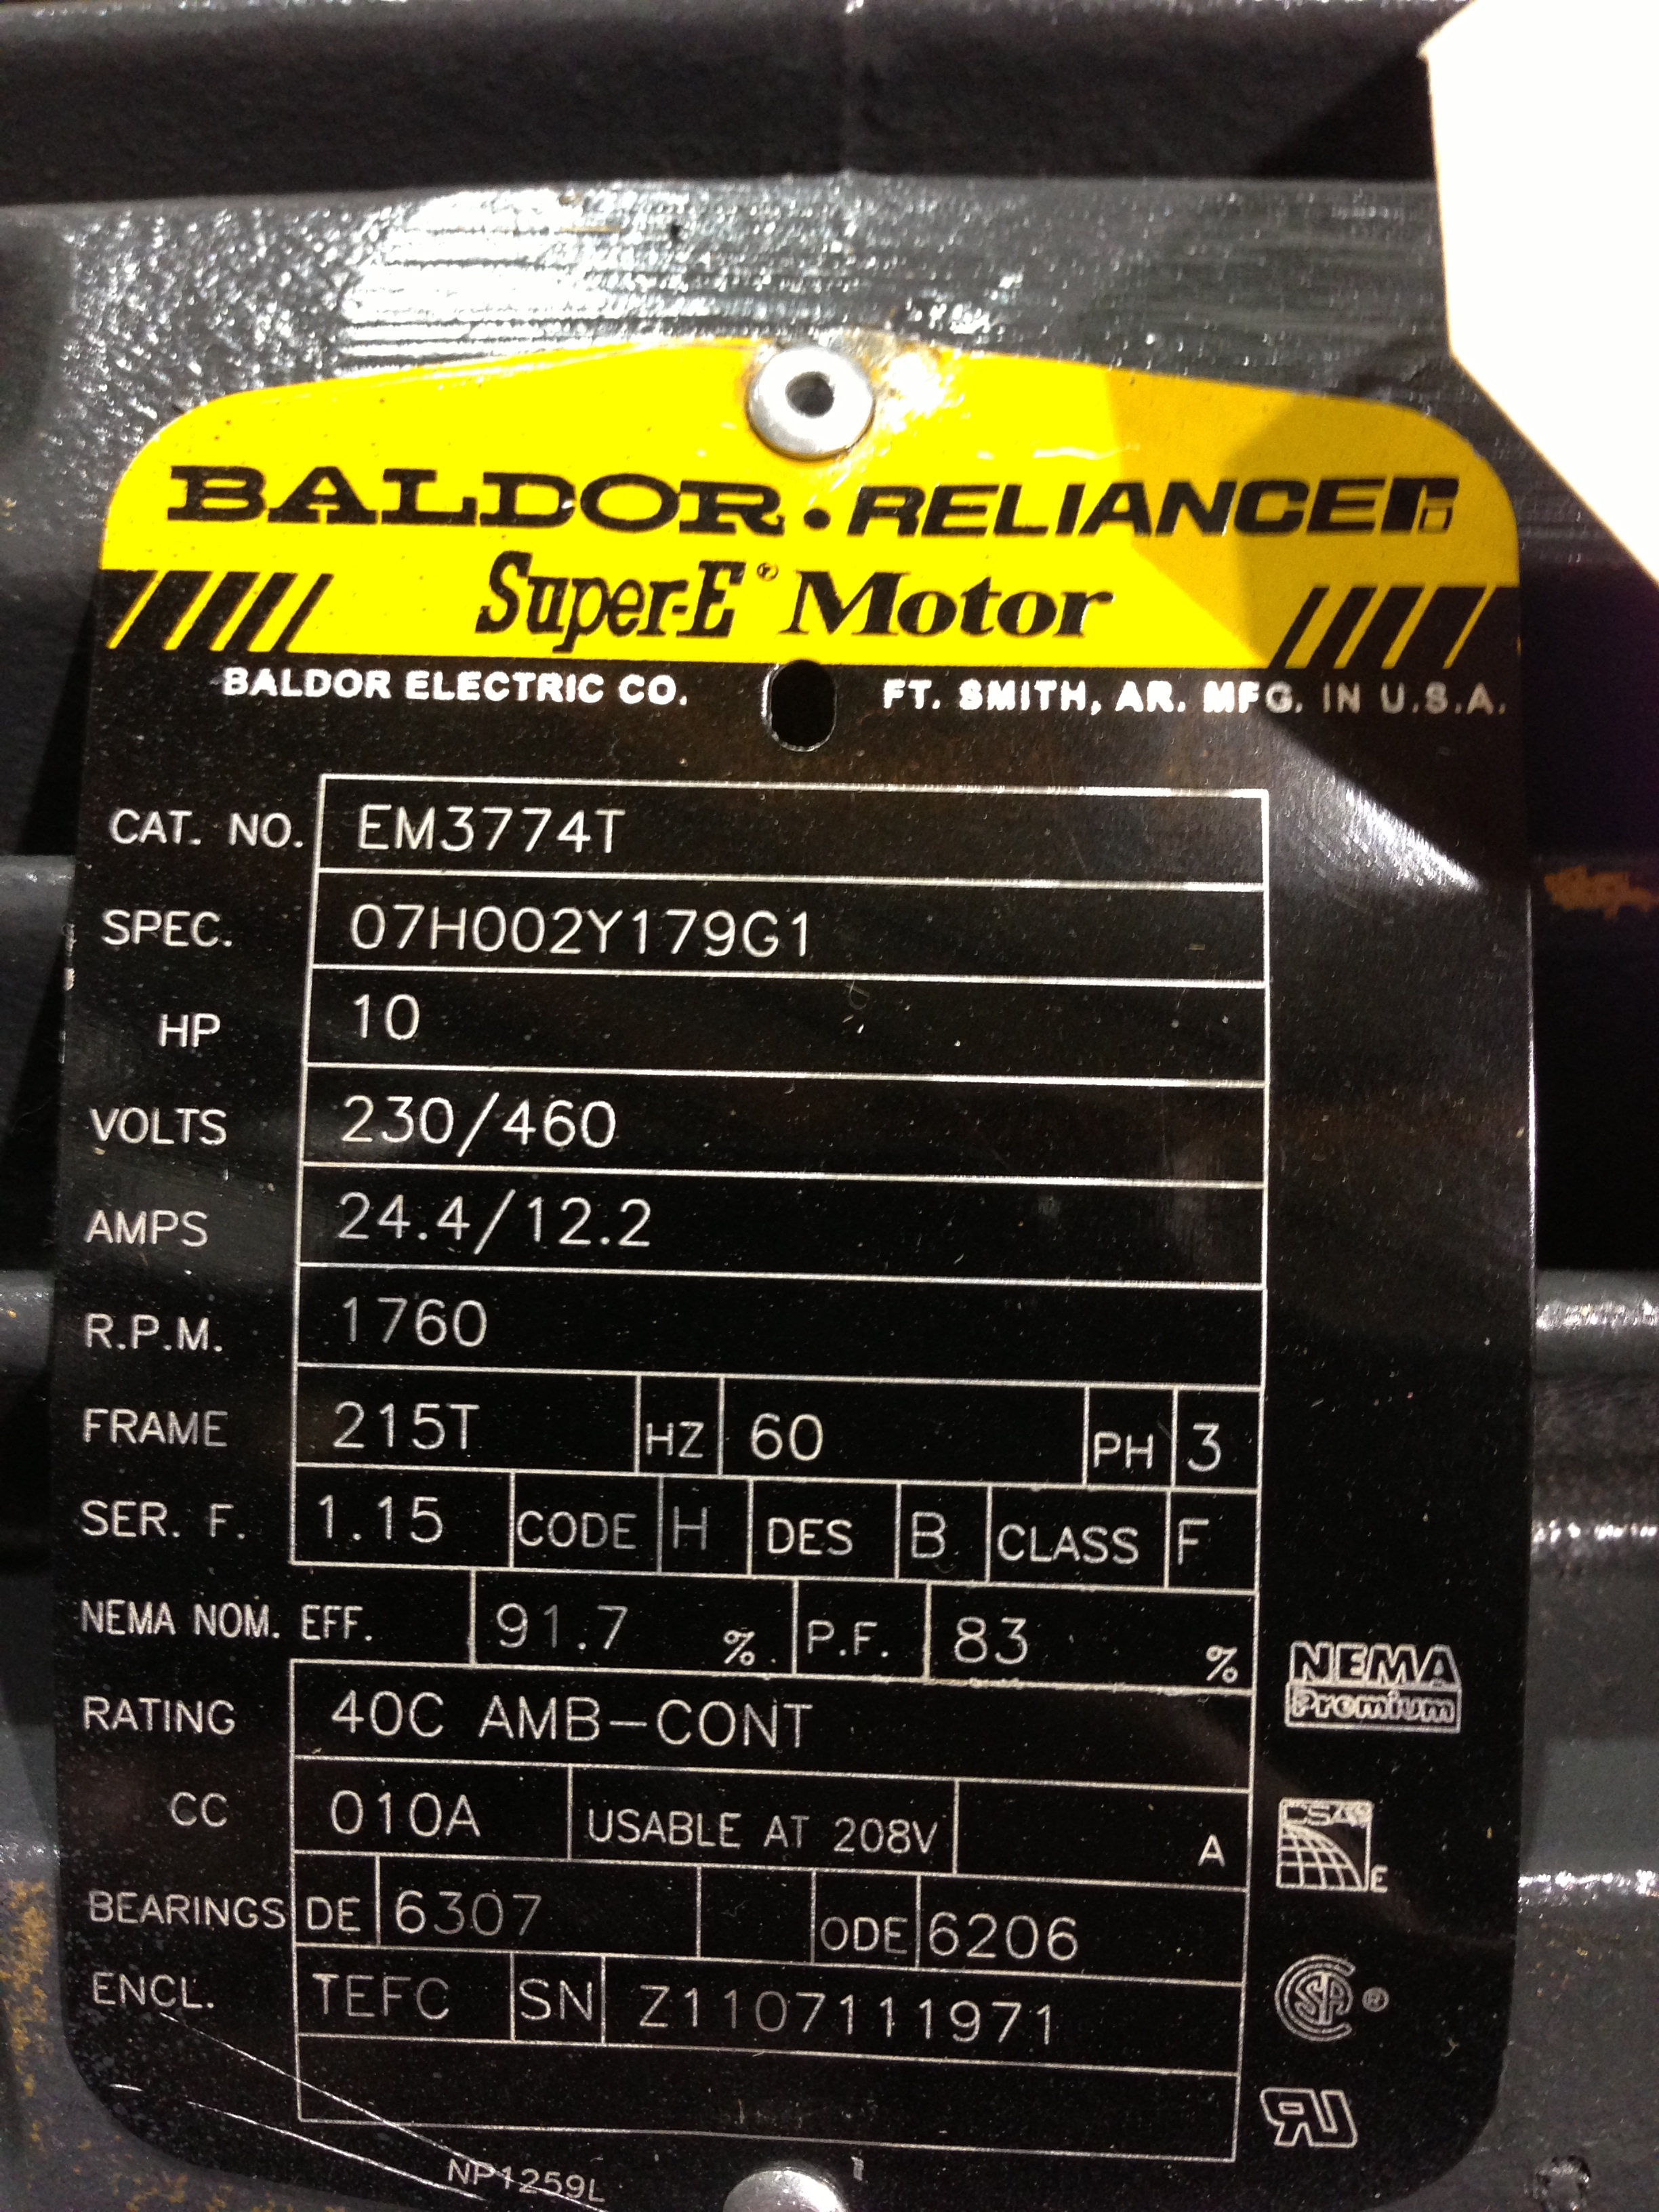 BALDOR • RELIANCE
Super-E® Motor
BALDOR ELECTRIC CO. FT. SMITH, AR. MFG. IN U.S.A.
CAT. NO. EM3774T
SPEC. 07H002Y179G1
HP 10
VOLTS 230/460
AMPS 24.4/12.2
R.P.M. 1760
FRAME 215T HZ 60 PH 3
SER. F. 1.15 CODE H DES B CLASS F
NEMA NOM. EFF. 91.7 % P.F. 83 %
NEMA
Premium
RATING 40C AMB-CONT
CC 010A USABLE AT 208V A
CSA E
BEARINGS DE 6307 ODE 6206
ENCL. TEFC SN Z1107111971
SA ®
RU
NP1259L